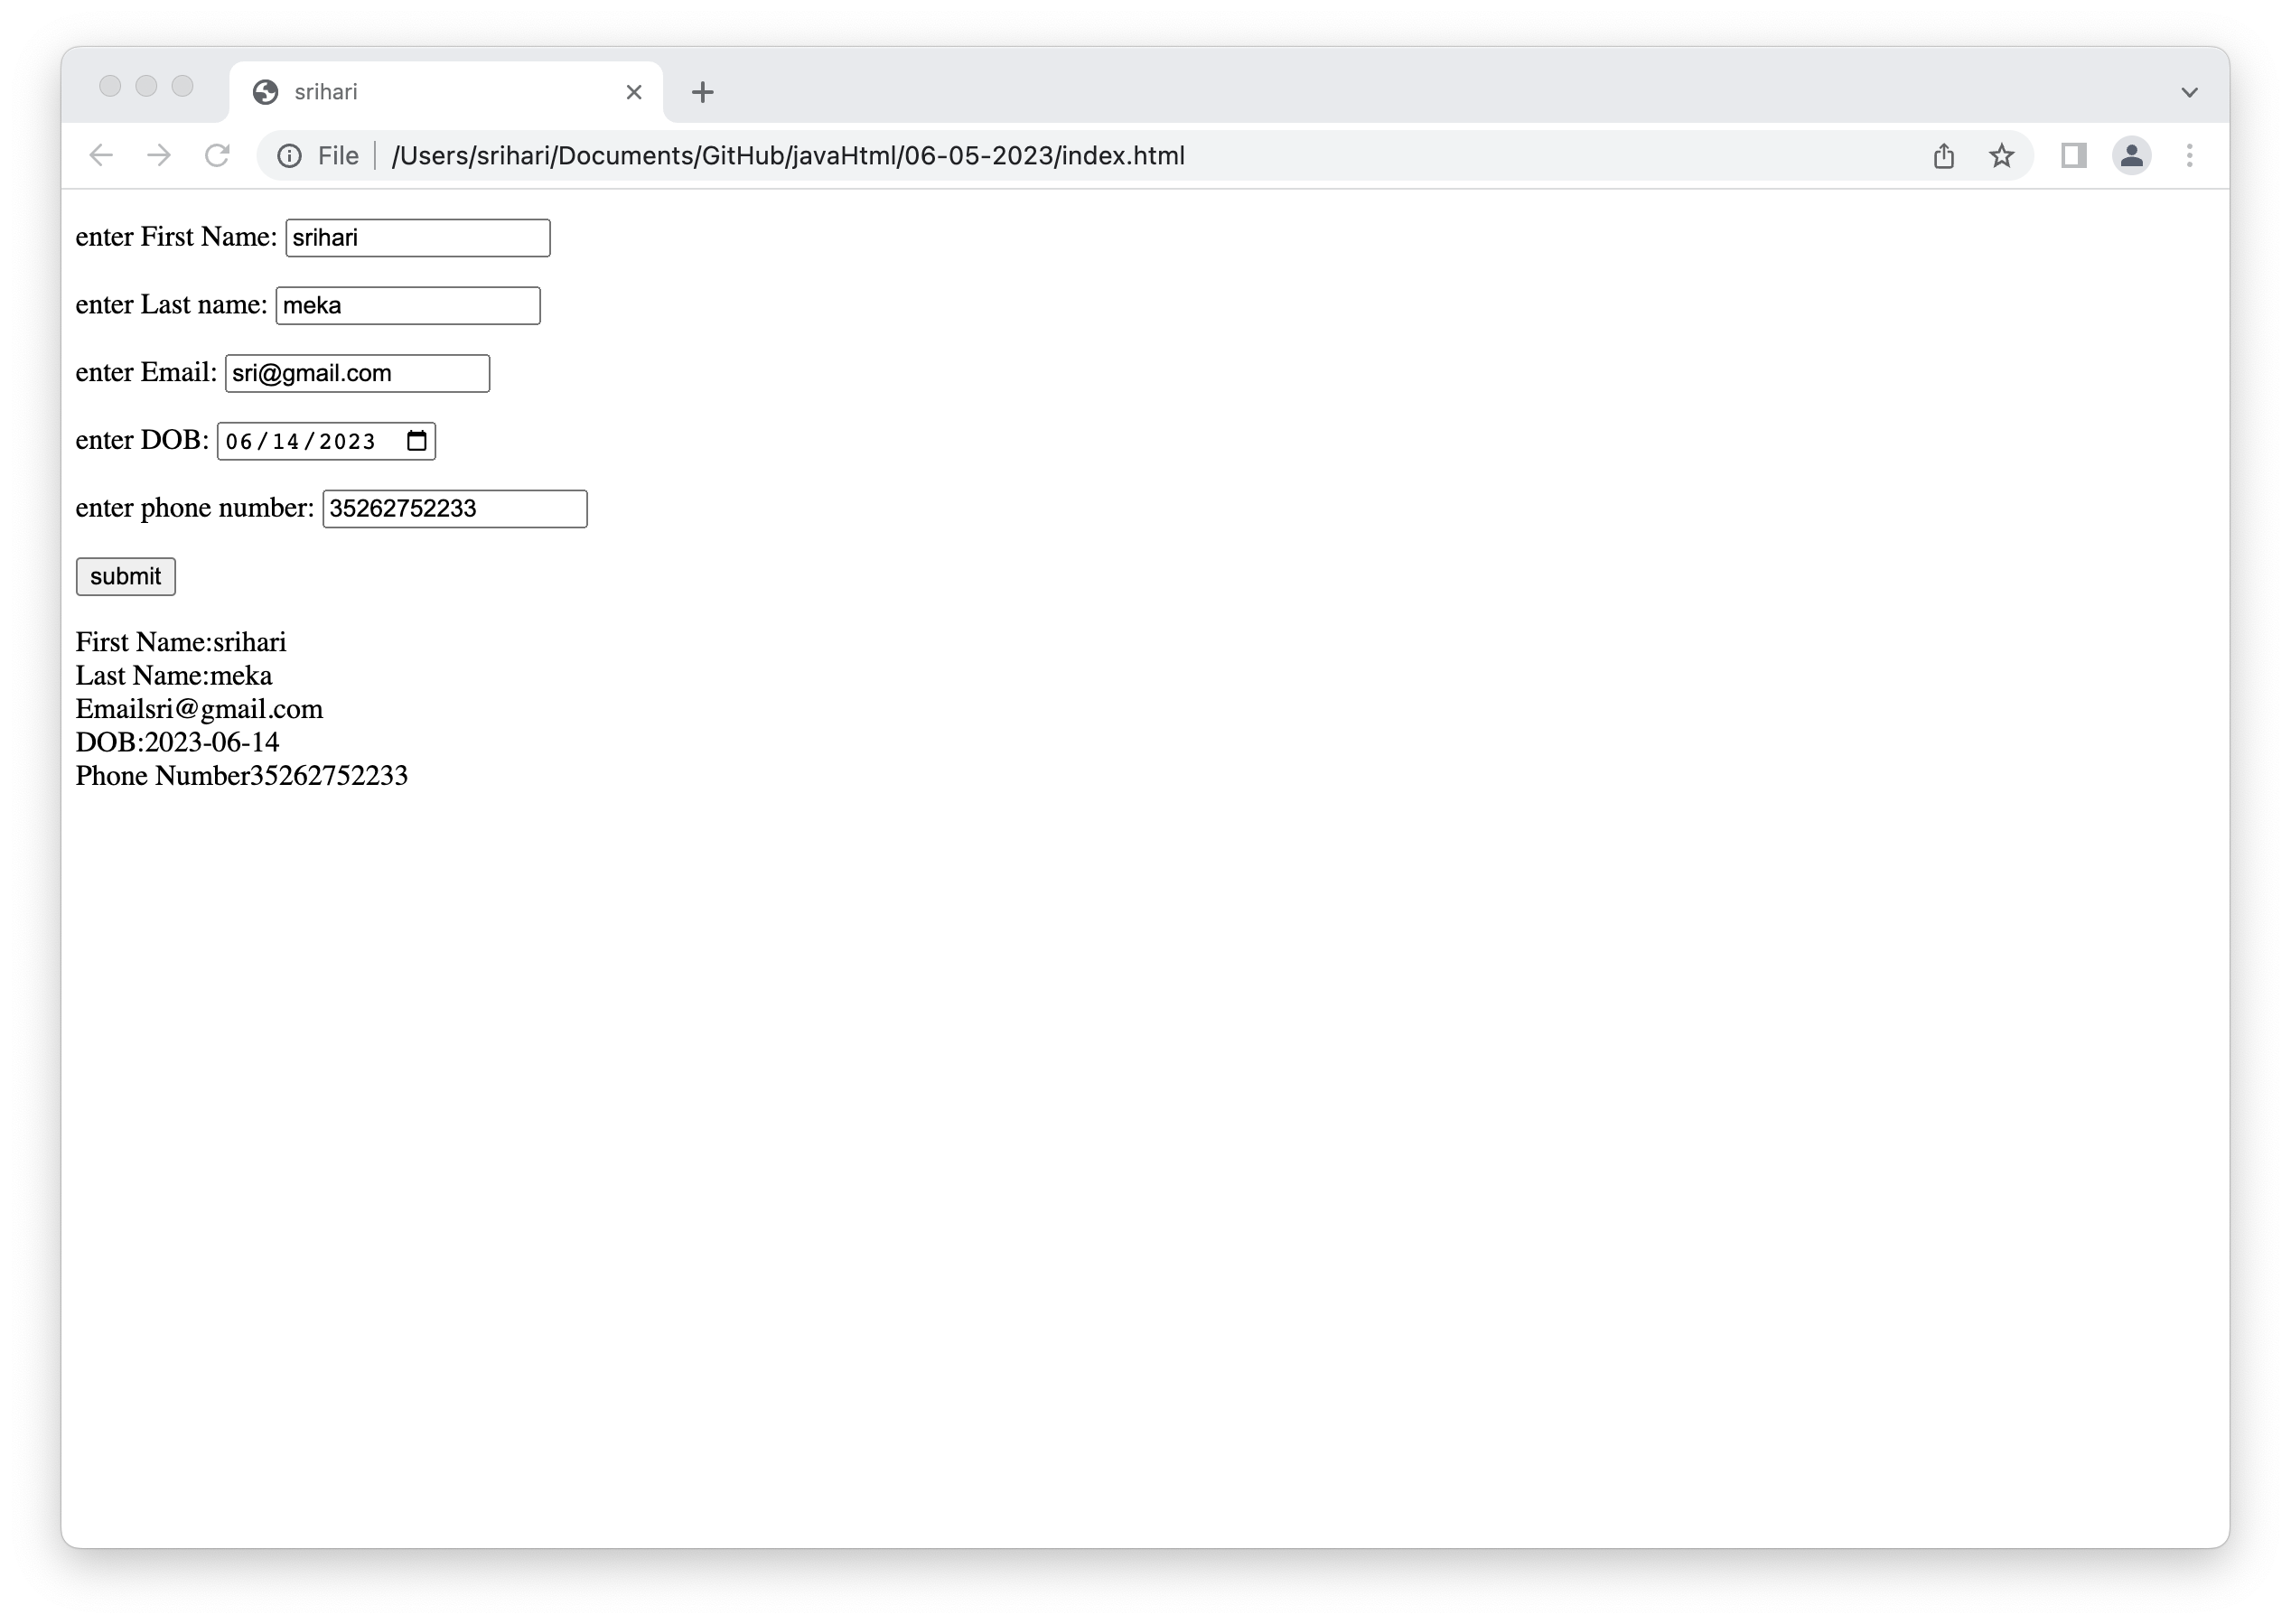 srihari
File /Users/srihari/Documents/GitHub/javaHtml/06-05-2023/index.html
enter First Name: srihari
enter Last name: meka
enter Email: sri@gmail.com
enter DOB: 06/14/2023
enter phone number: 35262752233
submit
First Name:srihari
Last Name:meka
Emailsri@gmail.com
DOB:2023-06-14
Phone Number35262752233